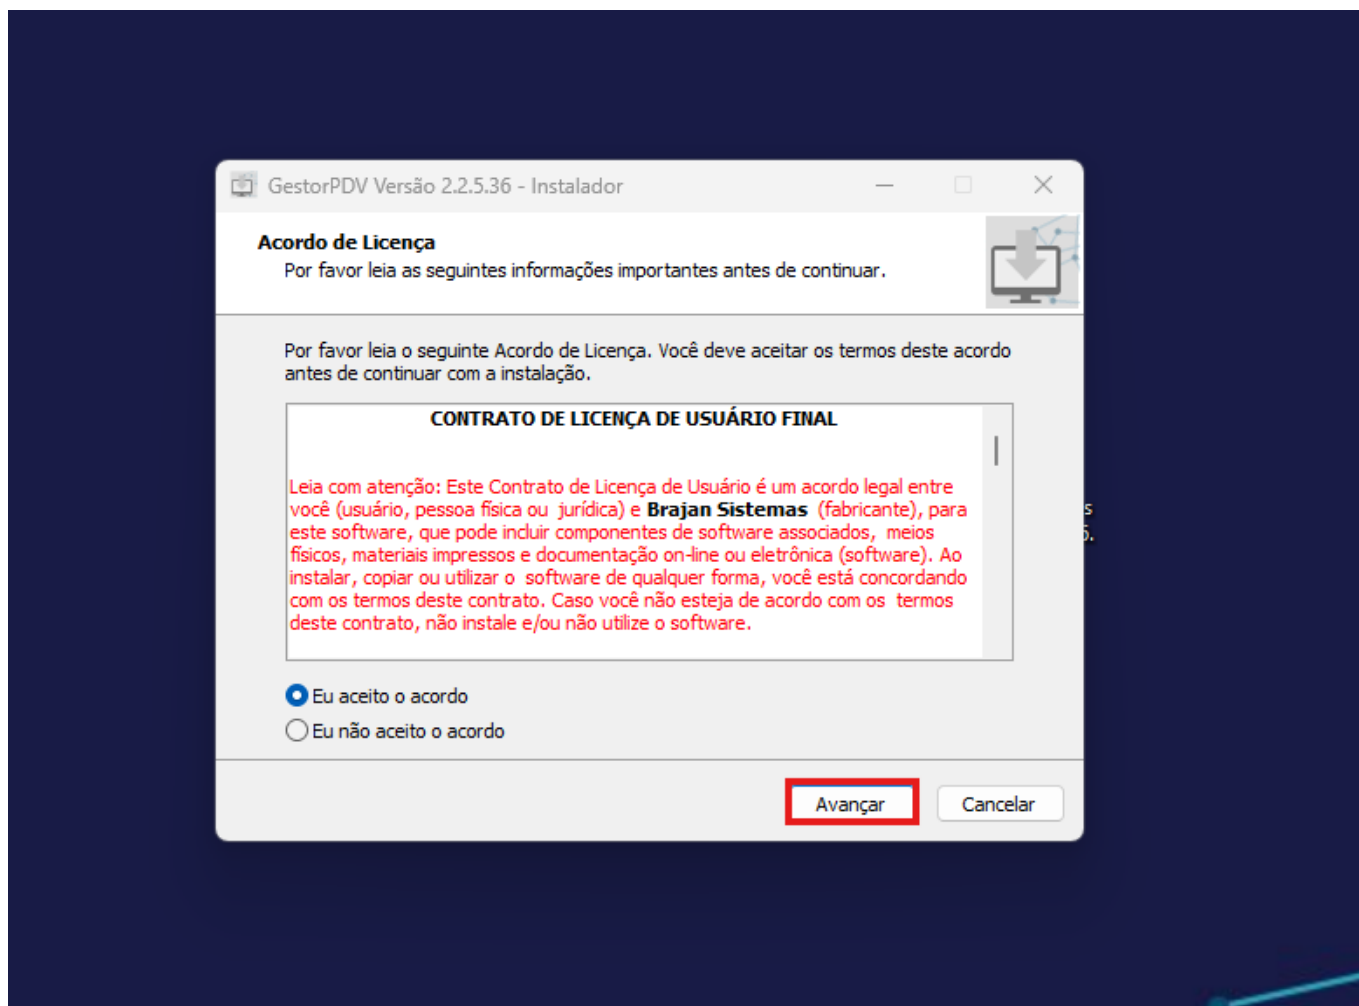 GestorPDV Versão 2.2.5.36 - Instalador
Acordo de Licença
Por favor leia as seguintes informações importantes antes de continuar.
Por favor leia o seguinte Acordo de Licença. Você deve aceitar os termos deste acordo
antes de continuar com a instalação.
CONTRATO DE LICENÇA DE USUÁRIO FINAL
Leia com atenção: Este Contrato de Licença de Usuário é um acordo legal entre
você (usuário, pessoa física ou jurídica) e Brajan Sistemas (fabricante), para
este software, que pode incluir componentes de software associados, meios
físicos, materiais impressos e documentação on-line ou eletrônica (software). Ao
instalar, copiar ou utilizar o software de qualquer forma, você está concordando
com os termos deste contrato. Caso você não esteja de acordo com os termos
deste contrato, não instale e/ou não utilize o software.
Eu aceito o acordo
Eu não aceito o acordo
Avançar
Cancelar